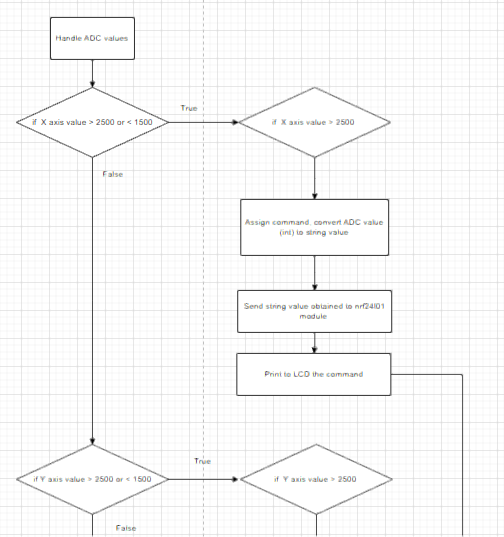 Handle ADC values
True
if X axis value > 2500 or < 1500
if X axis value > 2500
False
Assign command, convert ADC value
(int) to string value
Send string value obtained to nrf24l01
module
Print to LCD the command
True
if Y axis value > 2500 or < 1500
if Y axis value > 2500
False